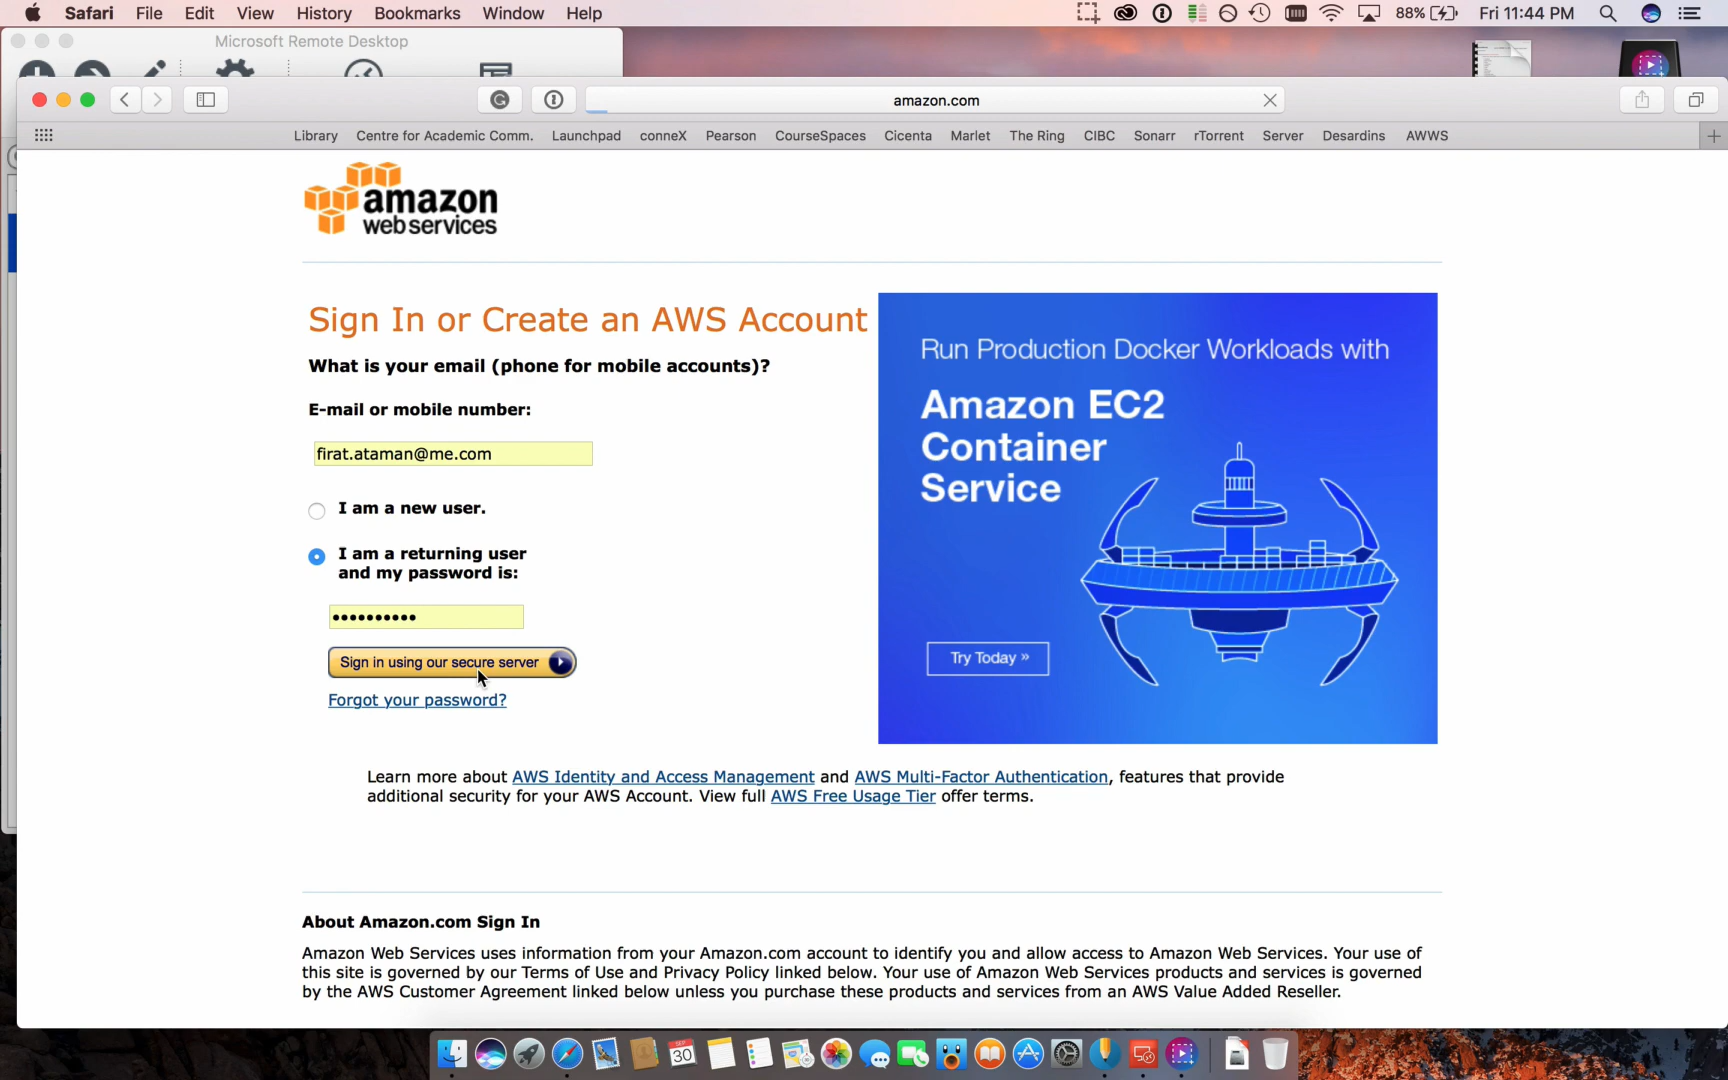 Safari File Edit View History Bookmarks Window Help 88% Fri 11:44 PM
Microsoft Remote Desktop
amazon.com
Library Centre for Academic Comm. Launchpad conneX Pearson CourseSpaces Cicenta Marlet The Ring CIBC Sonarr rTorrent Server Desardins AWWS
amazon
web services
Sign In or Create an AWS Account
What is your email (phone for mobile accounts)?
E-mail or mobile number:
firat.ataman@me.com
I am a new user.
I am a returning user
and my password is:
••••••••••
Sign in using our secure server
Forgot your password?
Run Production Docker Workloads with
Amazon EC2
Container
Service
Try Today »
Learn more about AWS Identity and Access Management and AWS Multi-Factor Authentication, features that provide
additional security for your AWS Account. View full AWS Free Usage Tier offer terms.
About Amazon.com Sign In
Amazon Web Services uses information from your Amazon.com account to identify you and allow access to Amazon Web Services. Your use of
this site is governed by our Terms of Use and Privacy Policy linked below. Your use of Amazon Web Services products and services is governed
by the AWS Customer Agreement linked below unless you purchase these products and services from an AWS Value Added Reseller.
SEP
30